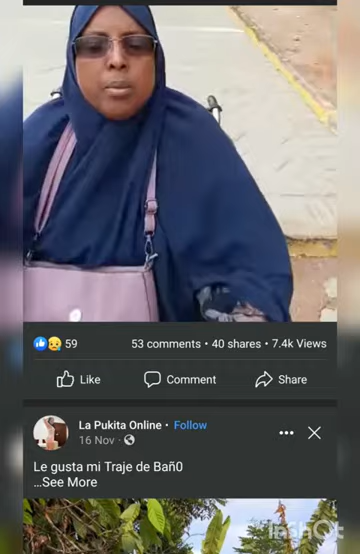 59
53 comments • 40 shares • 7.4k Views
Like
Comment
Share
La Pukita Online • Follow
16 Nov •
Le gusta mi Traje de Bañ0
...See More
InShOt